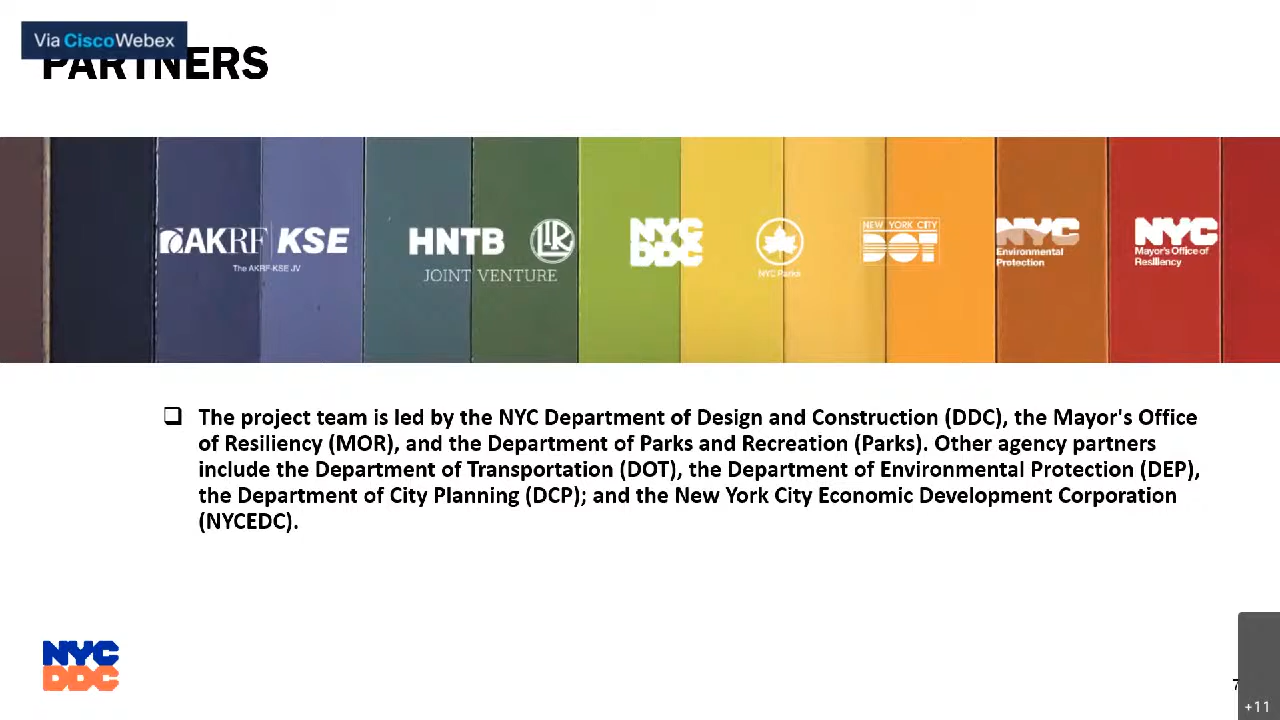 Via CiscoWebex
PARTNERS
AKRF KSE
The AKRF-KSE JV
HNTB LiRo
JOINT VENTURE
NYC
DDC
NYC Parks
NEW YORK CITY
DOT
NYC
Environmental
Protection
NYC
Mayor's Office of
Resiliency
❑ The project team is led by the NYC Department of Design and Construction (DDC), the Mayor's Office
of Resiliency (MOR), and the Department of Parks and Recreation (Parks). Other agency partners
include the Department of Transportation (DOT), the Department of Environmental Protection (DEP),
the Department of City Planning (DCP); and the New York City Economic Development Corporation
(NYCEDC).
NYC
DDC
7
+11